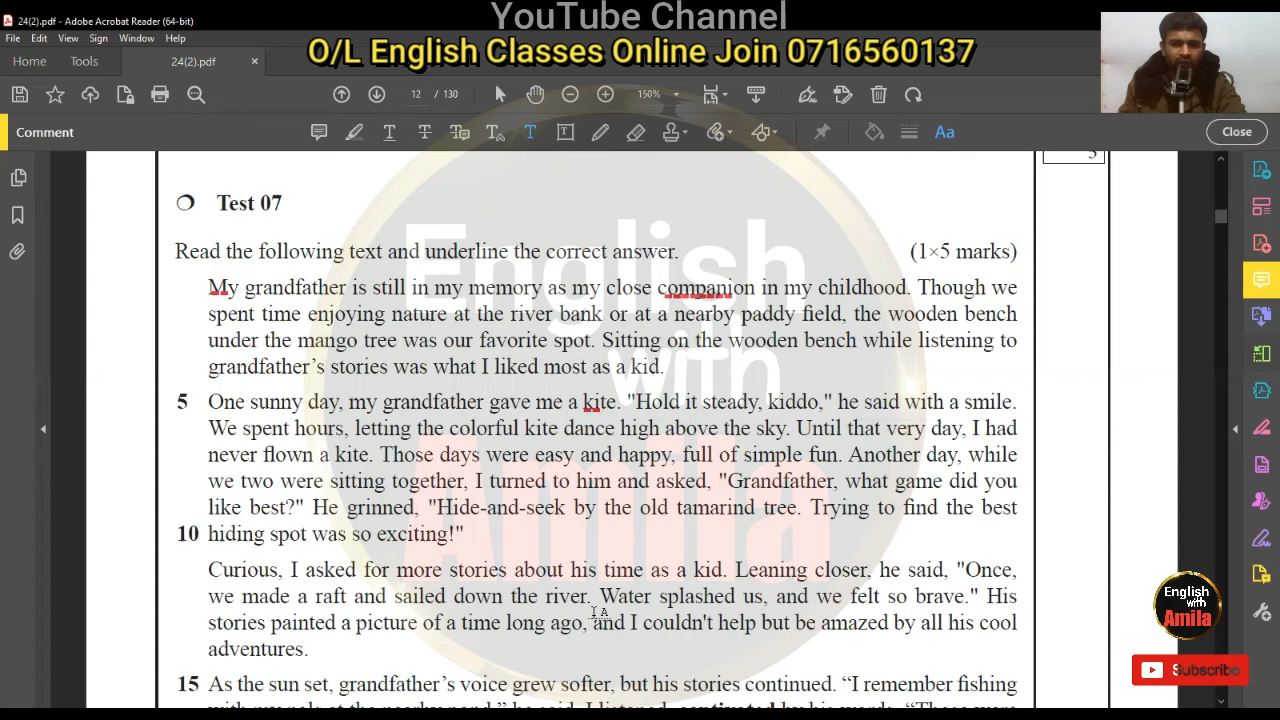 YouTube Channel
24(2).pdf - Adobe Acrobat Reader (64-bit)
File Edit View Sign Window Help
O/L English Classes Online Join 0716560137
Home Tools 24(2).pdf ×
12 / 130 150%
Comment
Close
5
Test 07
Read the following text and underline the correct answer. (1×5 marks)
My grandfather is still in my memory as my close companion in my childhood. Though we
spent time enjoying nature at the river bank or at a nearby paddy field, the wooden bench
under the mango tree was our favorite spot. Sitting on the wooden bench while listening to
grandfather's stories was what I liked most as a kid.
5 One sunny day, my grandfather gave me a kite. "Hold it steady, kiddo," he said with a smile.
We spent hours, letting the colorful kite dance high above the sky. Until that very day, I had
never flown a kite. Those days were easy and happy, full of simple fun. Another day, while
we two were sitting together, I turned to him and asked, "Grandfather, what game did you
like best?" He grinned, "Hide-and-seek by the old tamarind tree. Trying to find the best
10 hiding spot was so exciting!"
Curious, I asked for more stories about his time as a kid. Leaning closer, he said, "Once,
we made a raft and sailed down the river. Water splashed us, and we felt so brave." His
stories painted a picture of a time long ago, and I couldn't help but be amazed by all his cool
adventures.
15 As the sun set, grandfather's voice grew softer, but his stories continued. “I remember fishing
English
with
Amila
English
with
Amila
Subscribe